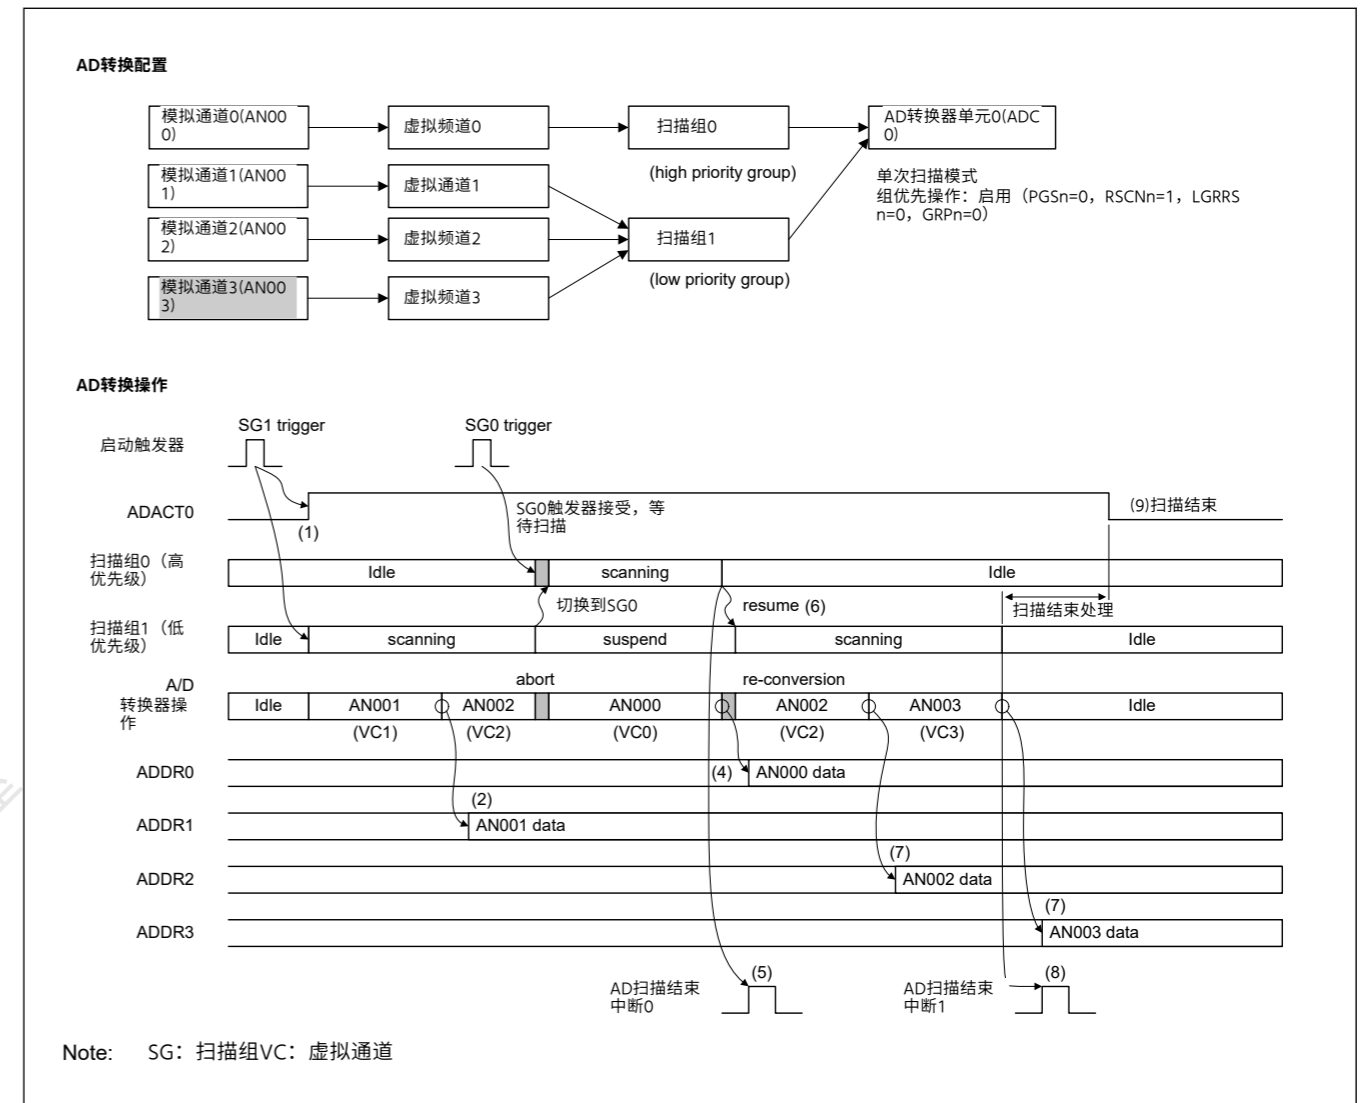 AD转换配置
模拟通道0(AN00
0)
虚拟频道0
扫描组0
AD转换器单元0(ADC
0)
(high priority group)
模拟通道1(AN00
1)
虚拟通道1
单次扫描模式
组优先操作：启用（PGSn=0，RSCNn=1，LGRRS
n=0，GRPn=0）
模拟通道2(AN00
2)
虚拟频道2
扫描组1
(low priority group)
模拟通道3(AN00
3)
虚拟频道3
AD转换操作
SG1 trigger
SG0 trigger
启动触发器
ADACT0
(1)
SG0触发器接受，等
待扫描
(9)扫描结束
扫描组0（高
优先级）
Idle
scanning
Idle
切换到SG0
resume (6)
扫描结束处理
扫描组1（低
优先级）
Idle
scanning
suspend
scanning
Idle
abort
re-conversion
A/D
转换器操
作
Idle
AN001
AN002
AN000
AN002
AN003
Idle
(VC1)
(VC2)
(VC0)
(VC2)
(VC3)
ADDR0
(4)
AN000 data
(2)
ADDR1
AN001 data
(7)
ADDR2
AN002 data
(7)
ADDR3
AN003 data
AD扫描结束
中断0
(5)
AD扫描结束
中断1
(8)
Note: SG：扫描组VC：虚拟通道